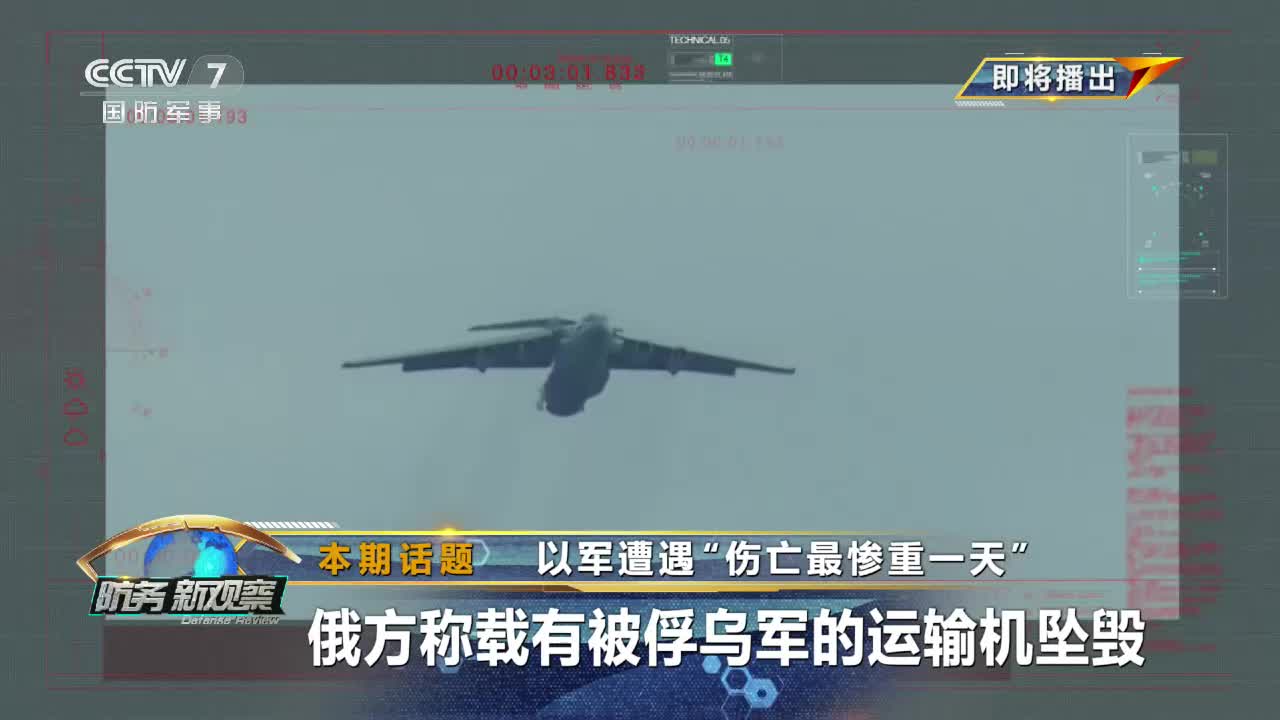 CCTV 7
国防军事
TECHNICAL 05
14
00:03:01 833
即将播出
本期话题 以军遭遇“伤亡最惨重一天”
防务新观察
Defense Review
俄方称载有被俘乌军的运输机坠毁